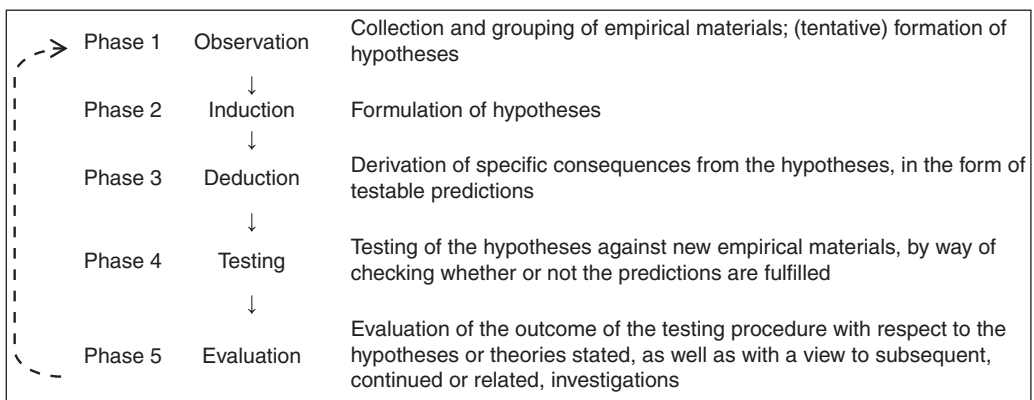 Phase 1 Observation Collection and grouping of empirical materials; (tentative) formation of
hypotheses
↓
Phase 2 Induction Formulation of hypotheses
↓
Phase 3 Deduction Derivation of specific consequences from the hypotheses, in the form of
testable predictions
↓
Phase 4 Testing Testing of the hypotheses against new empirical materials, by way of
checking whether or not the predictions are fulfilled
↓
Phase 5 Evaluation Evaluation of the outcome of the testing procedure with respect to the
hypotheses or theories stated, as well as with a view to subsequent,
continued or related, investigations